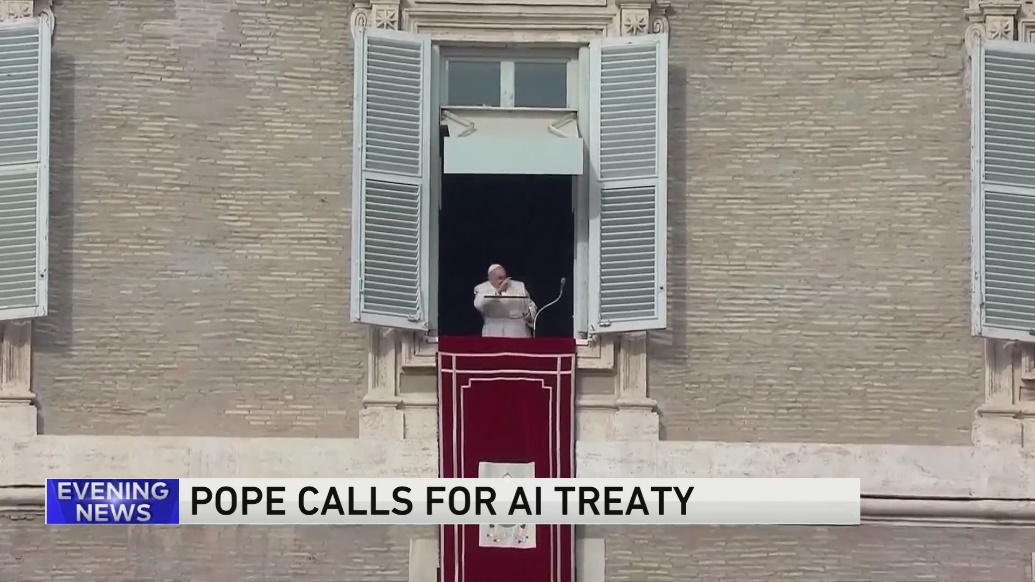 EVENING
NEWS
POPE CALLS FOR AI TREATY